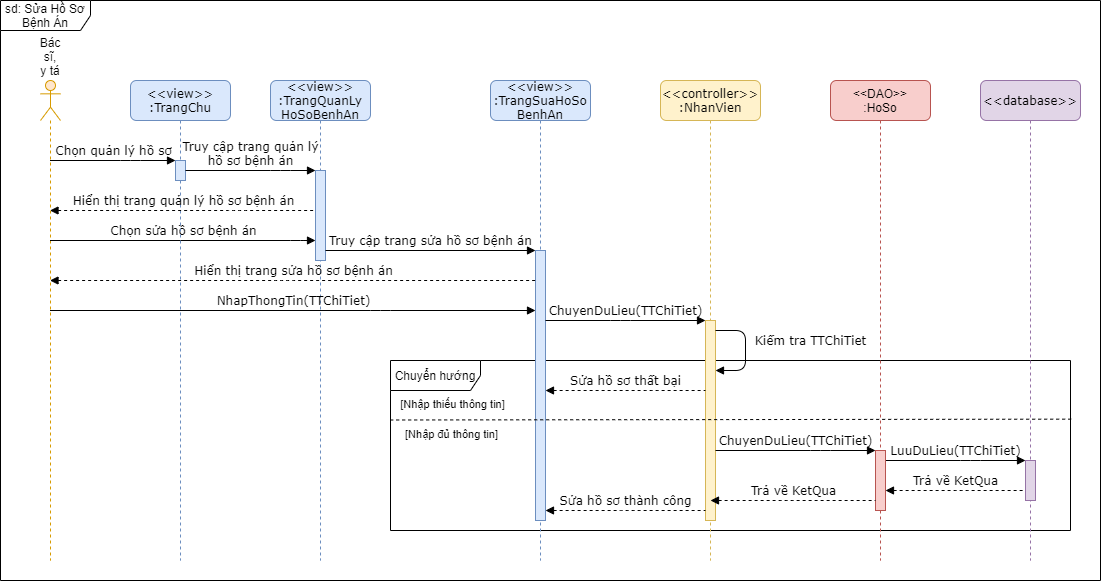 sd: Sửa Hồ Sơ
Bệnh Án
Bác
sĩ,
y tá
<<view>>
:TrangChu
<<view>>
:TrangQuanLy
HoSoBenhAn
<<view>>
:TrangSuaHoSo
BenhAn
<<controller>>
:NhanVien
<<DAO>>
:HoSo
<<database>>
Chọn quản lý hồ sơ
Truy cập trang quản lý
hồ sơ bệnh án
Hiển thị trang quản lý hồ sơ bệnh án
Chọn sửa hồ sơ bệnh án
Truy cập trang sửa hồ sơ bệnh án
Hiển thị trang sửa hồ sơ bệnh án
NhapThongTin(TTChiTiet)
ChuyenDuLieu(TTChiTiet)
Kiểm tra TTChiTiet
Chuyển hướng
Sửa hồ sơ thất bại
[Nhập thiếu thông tin]
[Nhập đủ thông tin]
ChuyenDuLieu(TTChiTiet)
LuuDuLieu(TTChiTiet)
Trả về KetQua
Trả về KetQua
Sửa hồ sơ thành công